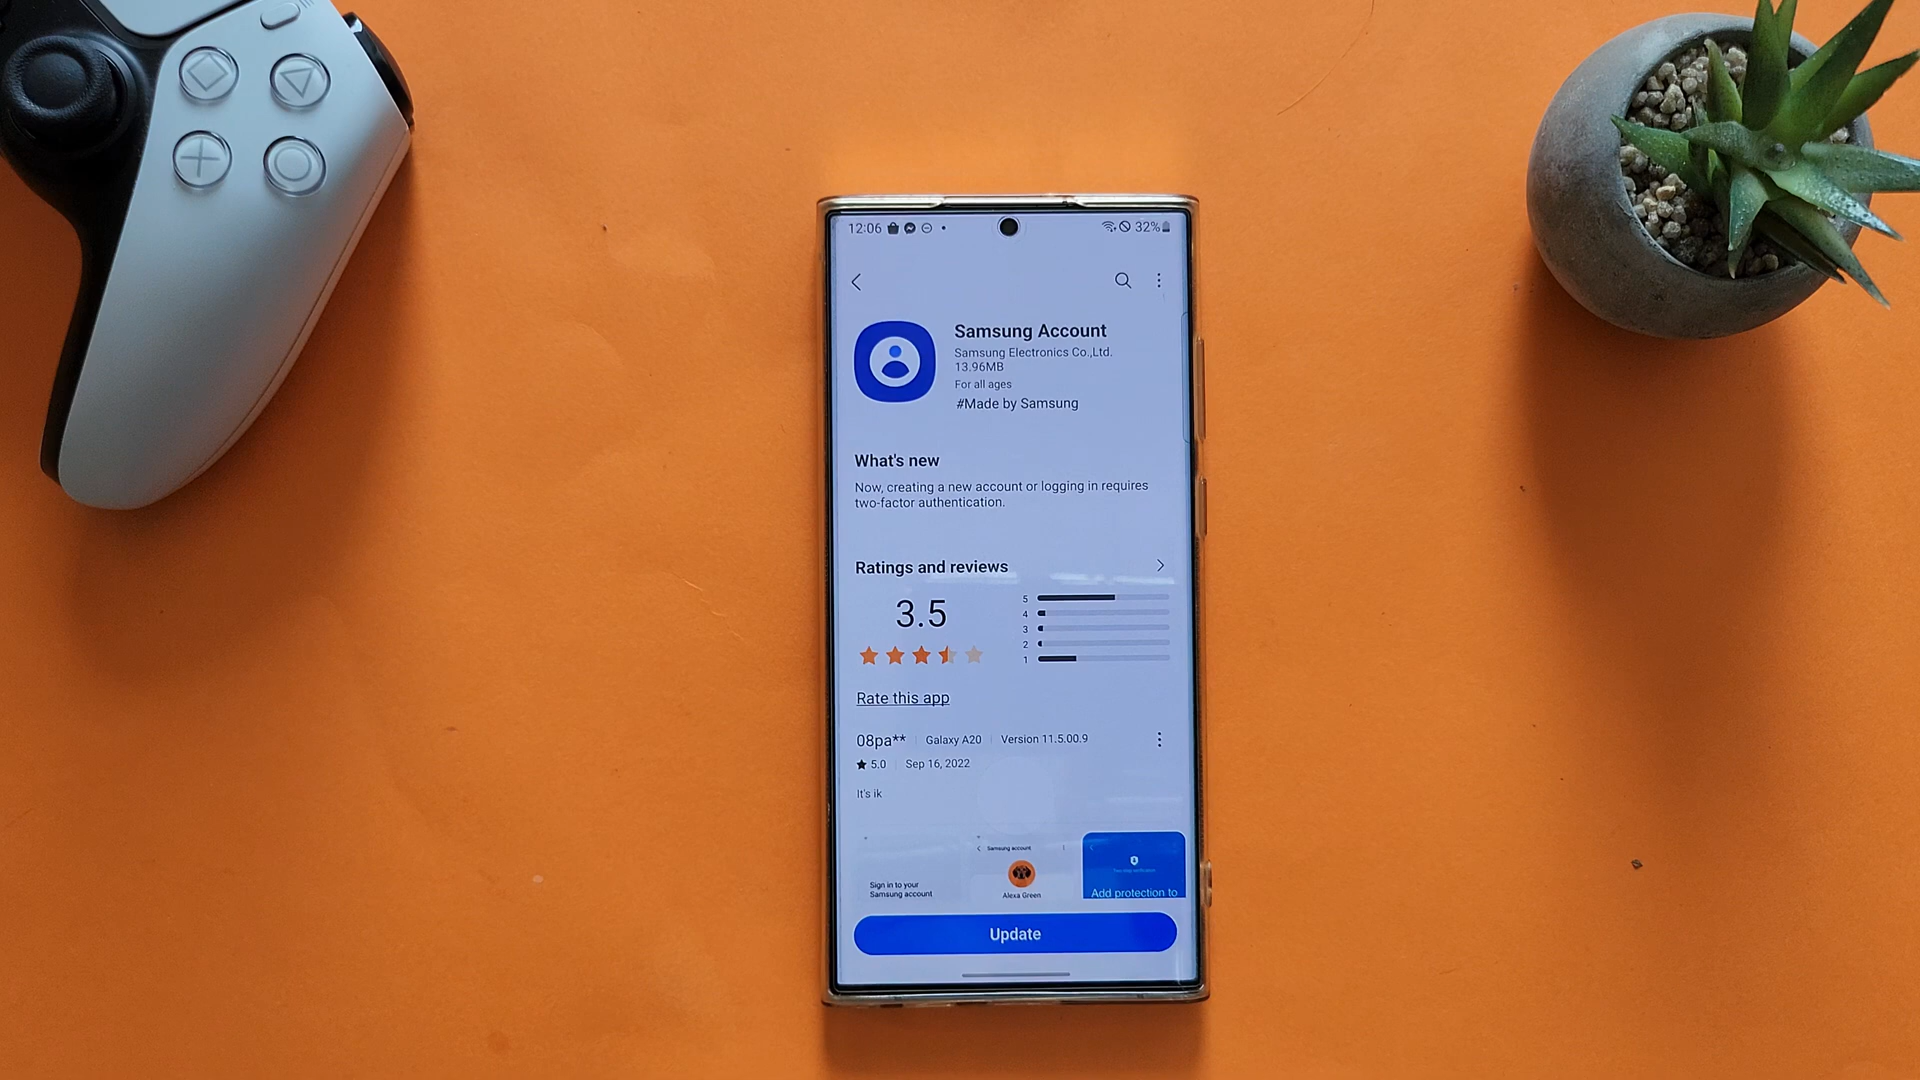 12:06
32%
Samsung Account
Samsung Electronics Co.,Ltd.
13.96MB
For all ages
#Made by Samsung
What's new
Now, creating a new account or logging in requires
two-factor authentication.
Ratings and reviews
3.5
5
4
3
2
1
Rate this app
08pa** Galaxy A20 Version 11.5.00.9
5.0 Sep 16, 2022
It's ik
Sign in to your
Samsung account
Samsung account
Alexa Green
Two-step verification
Add protection to
Update